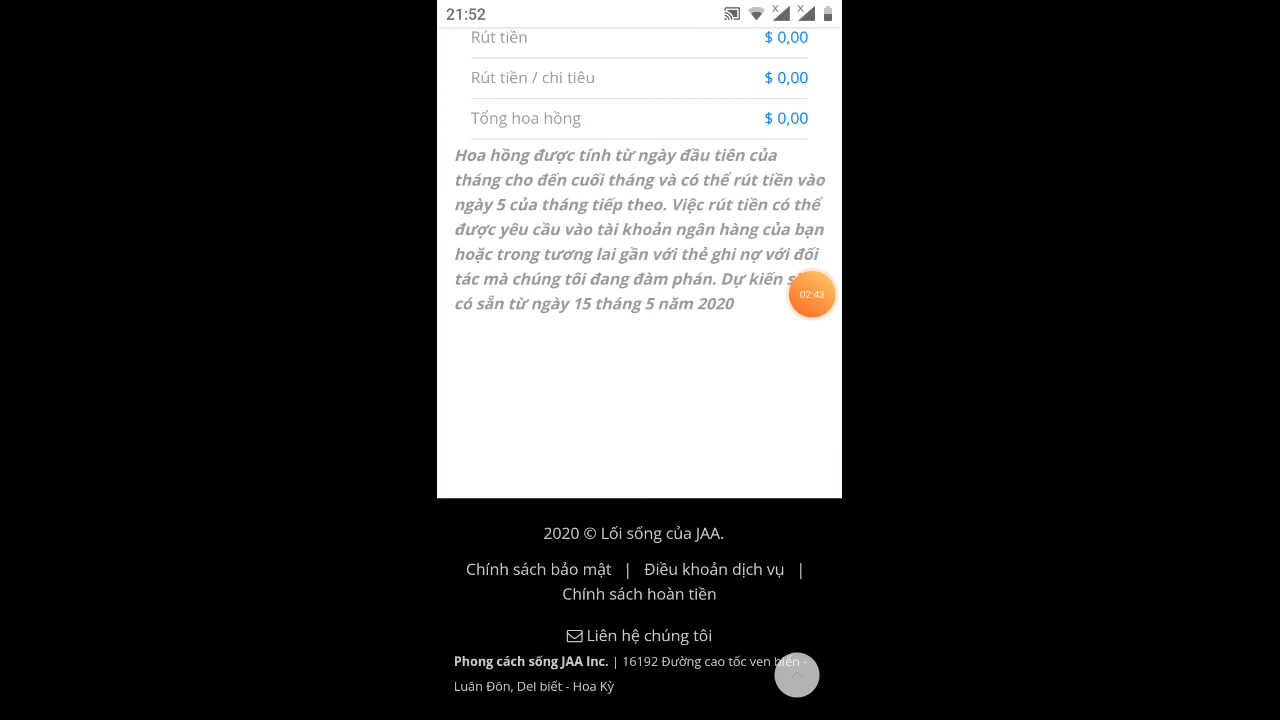 21:52
Rút tiền $ 0,00
Rút tiền / chi tiêu $ 0,00
Tổng hoa hồng $ 0,00
Hoa hồng được tính từ ngày đầu tiên của
tháng cho đến cuối tháng và có thể rút tiền vào
ngày 5 của tháng tiếp theo. Việc rút tiền có thể
được yêu cầu vào tài khoản ngân hàng của bạn
hoặc trong tương lai gần với thẻ ghi nợ với đối
tác mà chúng tôi đang đàm phán. Dự kiến
02:43
có sẵn từ ngày 15 tháng 5 năm 2020
2020 © Lối sống của JAA.
Chính sách bảo mật | Điều khoản dịch vụ |
Chính sách hoàn tiền
Liên hệ chúng tôi
Phong cách sống JAA Inc. | 16192 Đường cao tốc ven biển -
Luân Đôn, Del biết - Hoa Kỳ